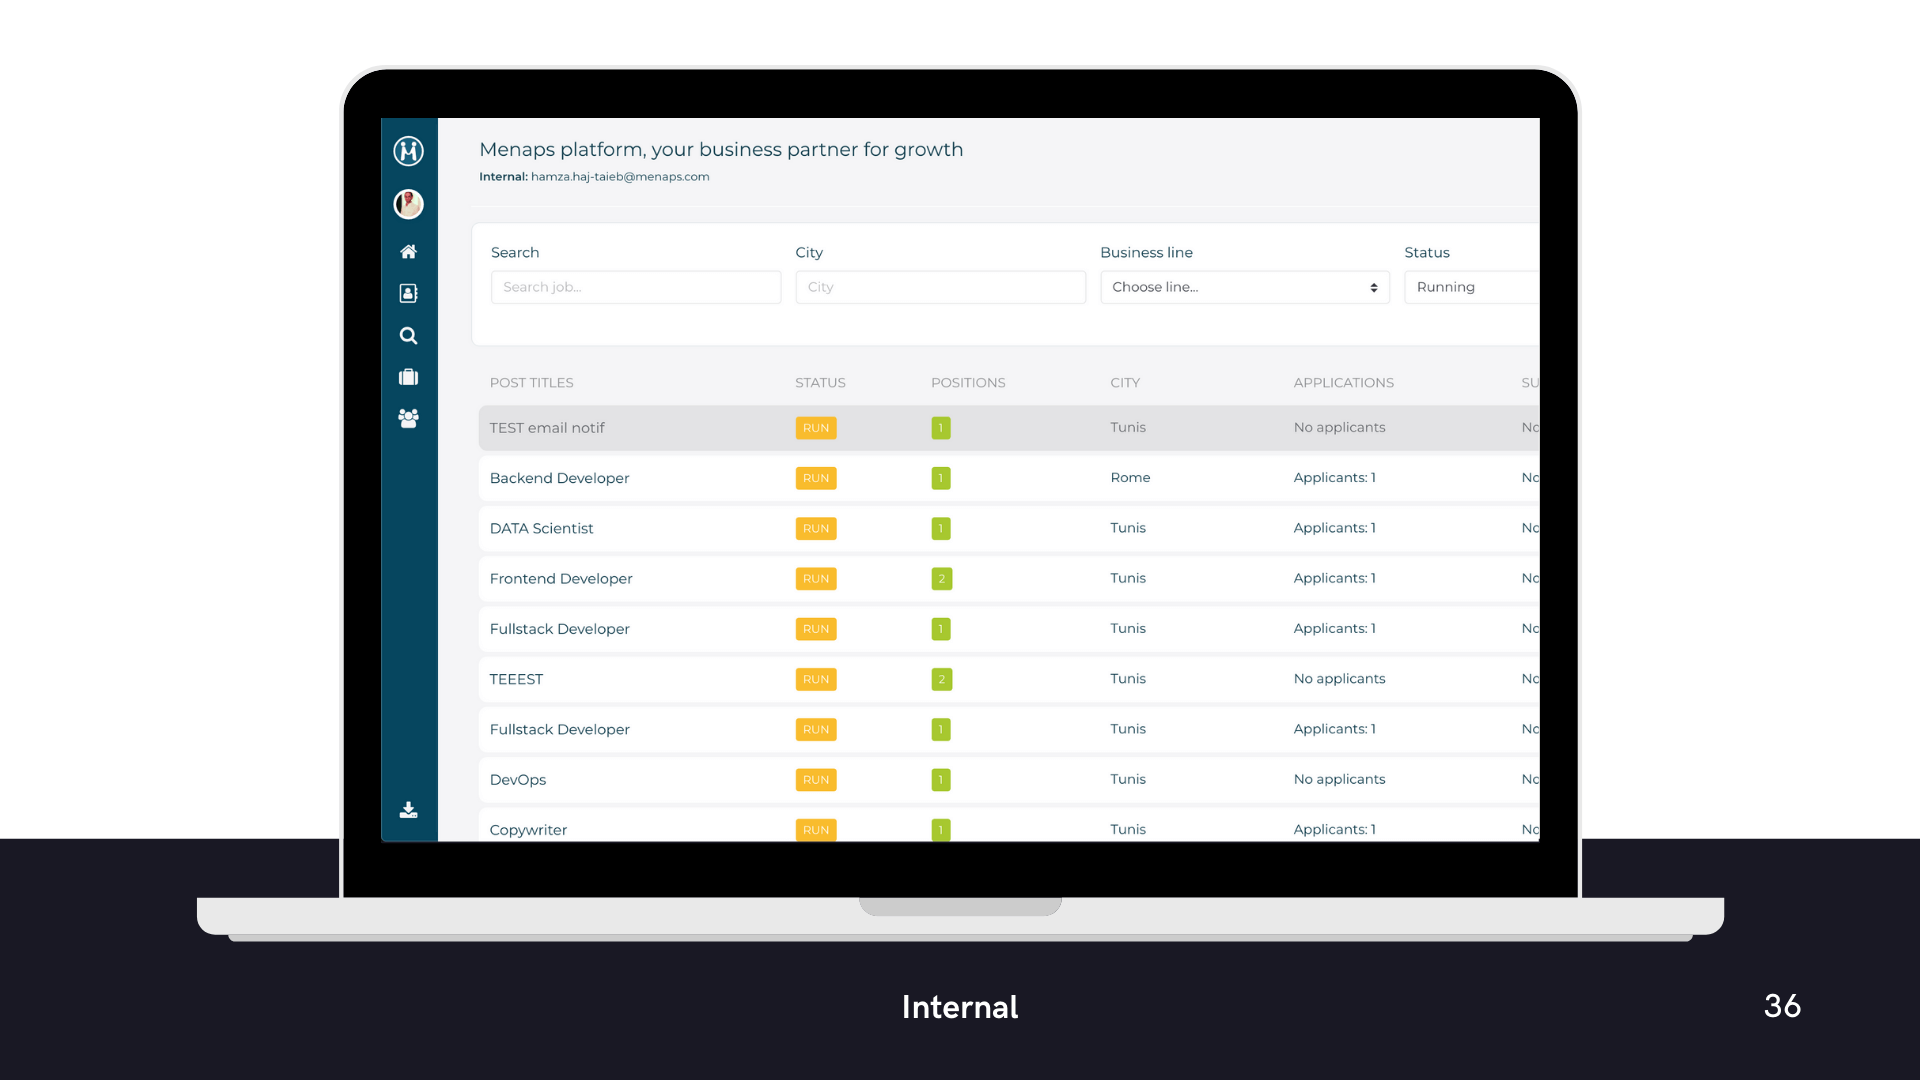 Menaps platform, your business partner for growth
Internal: hamza.haj-taieb@menaps.com
Search City Business line Status
Search job... City Choose line... Running
POST TITLES STATUS POSITIONS CITY APPLICATIONS SU
TEST email notif RUN 1 Tunis No applicants No
Backend Developer RUN 1 Rome Applicants: 1 No
DATA Scientist RUN 1 Tunis Applicants: 1 No
Frontend Developer RUN 2 Tunis Applicants: 1 No
Fullstack Developer RUN 1 Tunis Applicants: 1 No
TEEEST RUN 2 Tunis No applicants No
Fullstack Developer RUN 1 Tunis Applicants: 1 No
DevOps RUN 1 Tunis No applicants No
Copywriter RUN 1 Tunis Applicants: 1 No
Internal
36